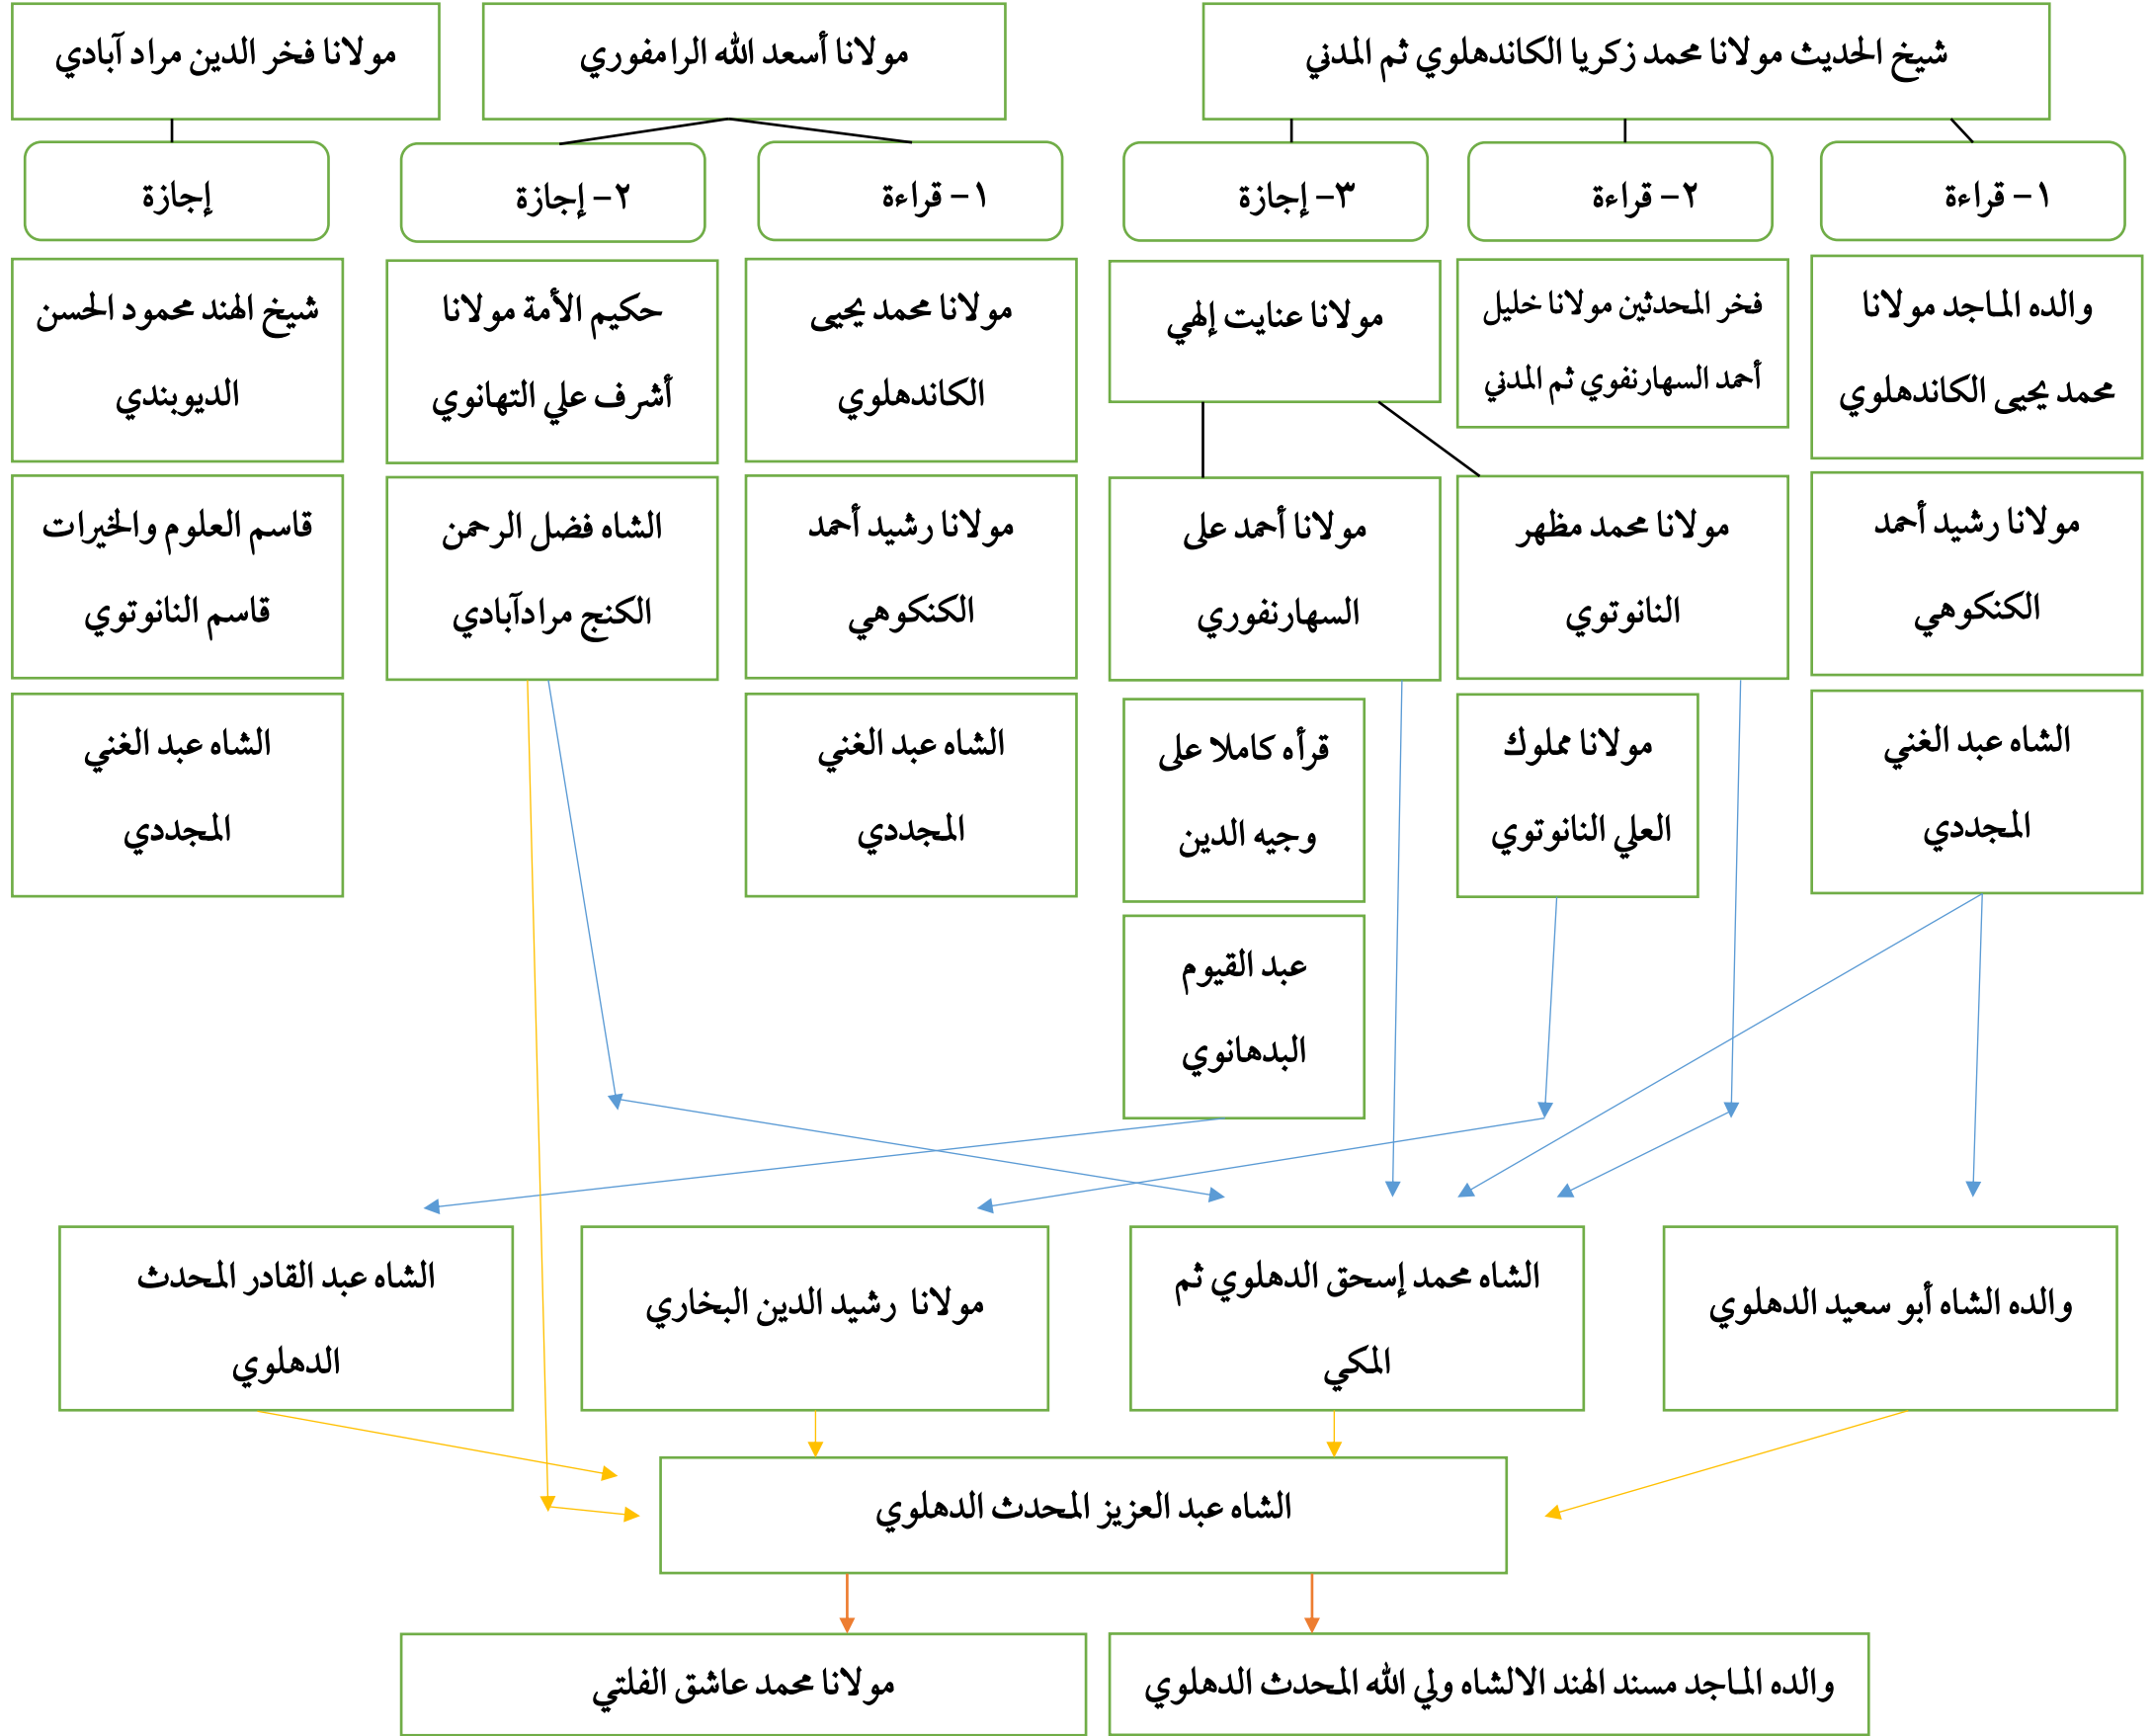 شيخ الحديث مولانا محمد زكريا الكاندهلوي ثم المدني
مولانا أسعد الله الرامفوري
مولانا فخر الدين مراد آبادي
١- قراءة
٢- قراءة
٣- إجازة
١- قراءة
٢- إجازة
إجازة
والده الماجد مولانا
محمد يحيى الكاندهلوي
فخر المحدثين مولانا خليل
أحمد السهارنفوي ثم المدني
مولانا عنايت إلهي
مولانا محمد يحيى
الكاندهلوي
حكيم الأمة مولانا
أشرف علي التهانوي
شيخ الهند محمود الحسن
الديوبندي
مولانا رشيد أحمد
الكنكوهي
مولانا محمد مظهر
النانوتوي
مولانا أحمد على
السهارنفوري
مولانا رشيد أحمد
الكنكوهي
الشاه فضل الرحمن
الكنج مرادآبادي
قاسم العلوم والخيرات
قاسم النانوتوي
الشاه عبد الغني
المجددي
مولانا مملوك
العلي النانوتوي
قرأه كاملا على
وجيه الدين
الشاه عبد الغني
المجددي
الشاه عبد الغني
المجددي
عبد القيوم
البدهانوي
والده الشاه أبو سعيد الدهلوي
الشاه محمد إسحق الدهلوي ثم
المكي
مولانا رشيد الدين البخاري
الشاه عبد القادر المحدث
الدهلوي
الشاه عبد العزيز المحدث الدهلوي
والده الماجد مسند الهند الالشاه ولي الله المحدث الدهلوي
مولانا محمد عاشق الفلتي